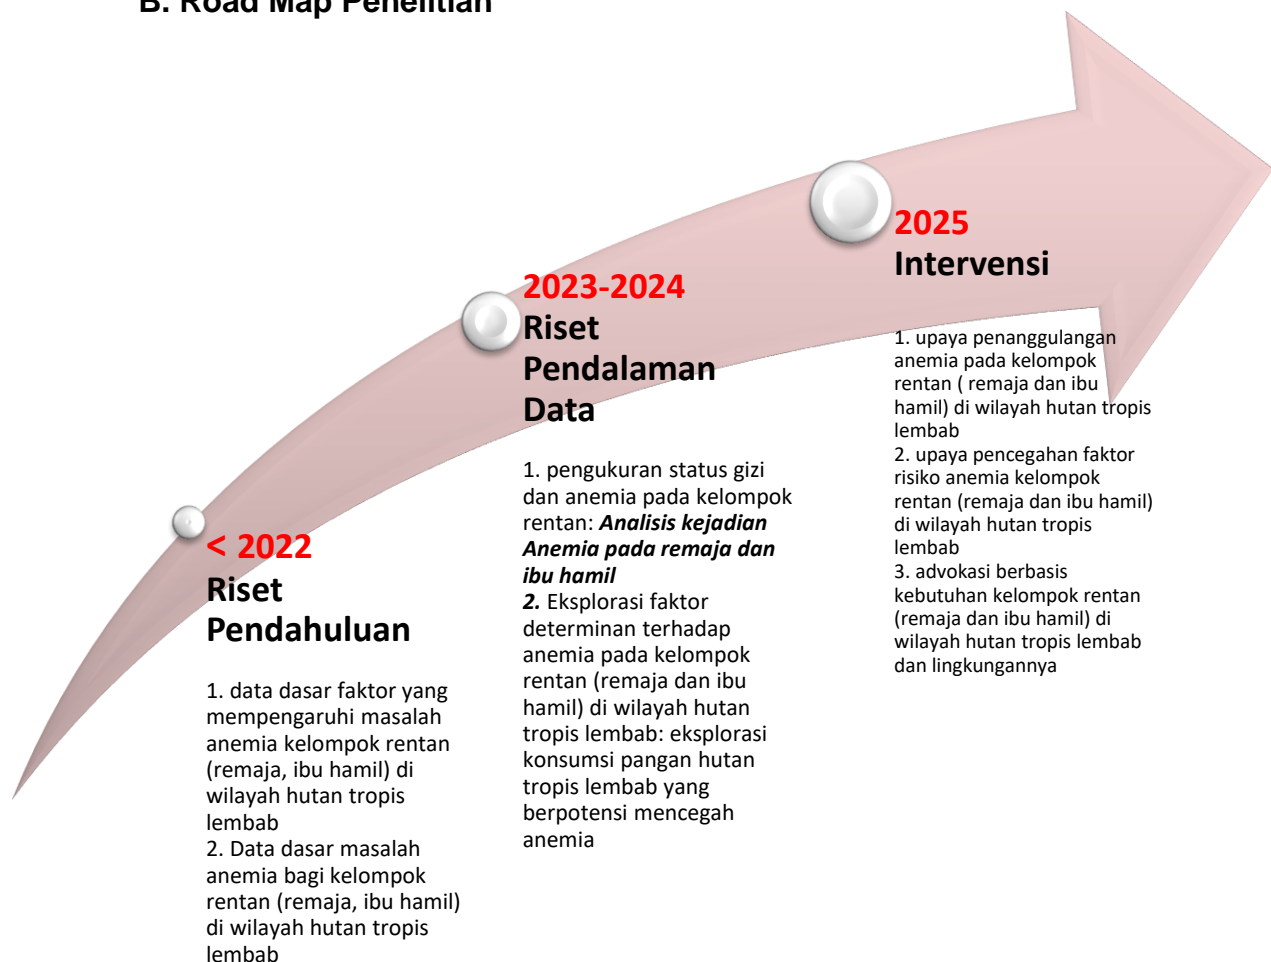 B. Road Map Penelitian
< 2022
Riset
Pendahuluan
1. data dasar faktor yang
mempengaruhi masalah
anemia kelompok rentan
(remaja, ibu hamil) di
wilayah hutan tropis
lembab
2. Data dasar masalah
anemia bagi kelompok
rentan (remaja, ibu hamil)
di wilayah hutan tropis
lembab
2023-2024
Riset
Pendalaman
Data
1. pengukuran status gizi
dan anemia pada kelompok
rentan: Analisis kejadian
Anemia pada remaja dan
ibu hamil
2. Eksplorasi faktor
determinan terhadap
anemia pada kelompok
rentan (remaja dan ibu
hamil) di wilayah hutan
tropis lembab: eksplorasi
konsumsi pangan hutan
tropis lembab yang
berpotensi mencegah
anemia
2025
Intervensi
1. upaya penanggulangan
anemia pada kelompok
rentan ( remaja dan ibu
hamil) di wilayah hutan tropis
lembab
2. upaya pencegahan faktor
risiko anemia kelompok
rentan (remaja dan ibu hamil)
di wilayah hutan tropis
lembab
3. advokasi berbasis
kebutuhan kelompok rentan
(remaja dan ibu hamil) di
wilayah hutan tropis lembab
dan lingkungannya